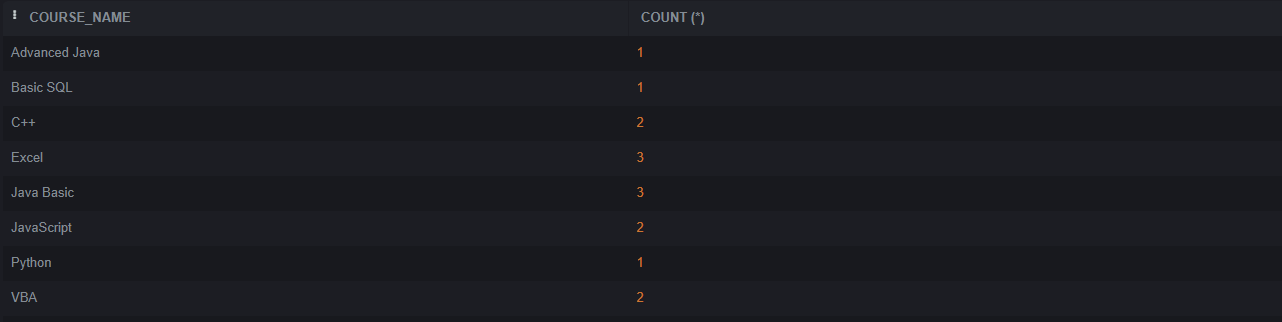 COURSE_NAME COUNT (*)
Advanced Java 1
Basic SQL 1
C++ 2
Excel 3
Java Basic 3
JavaScript 2
Python 1
VBA 2